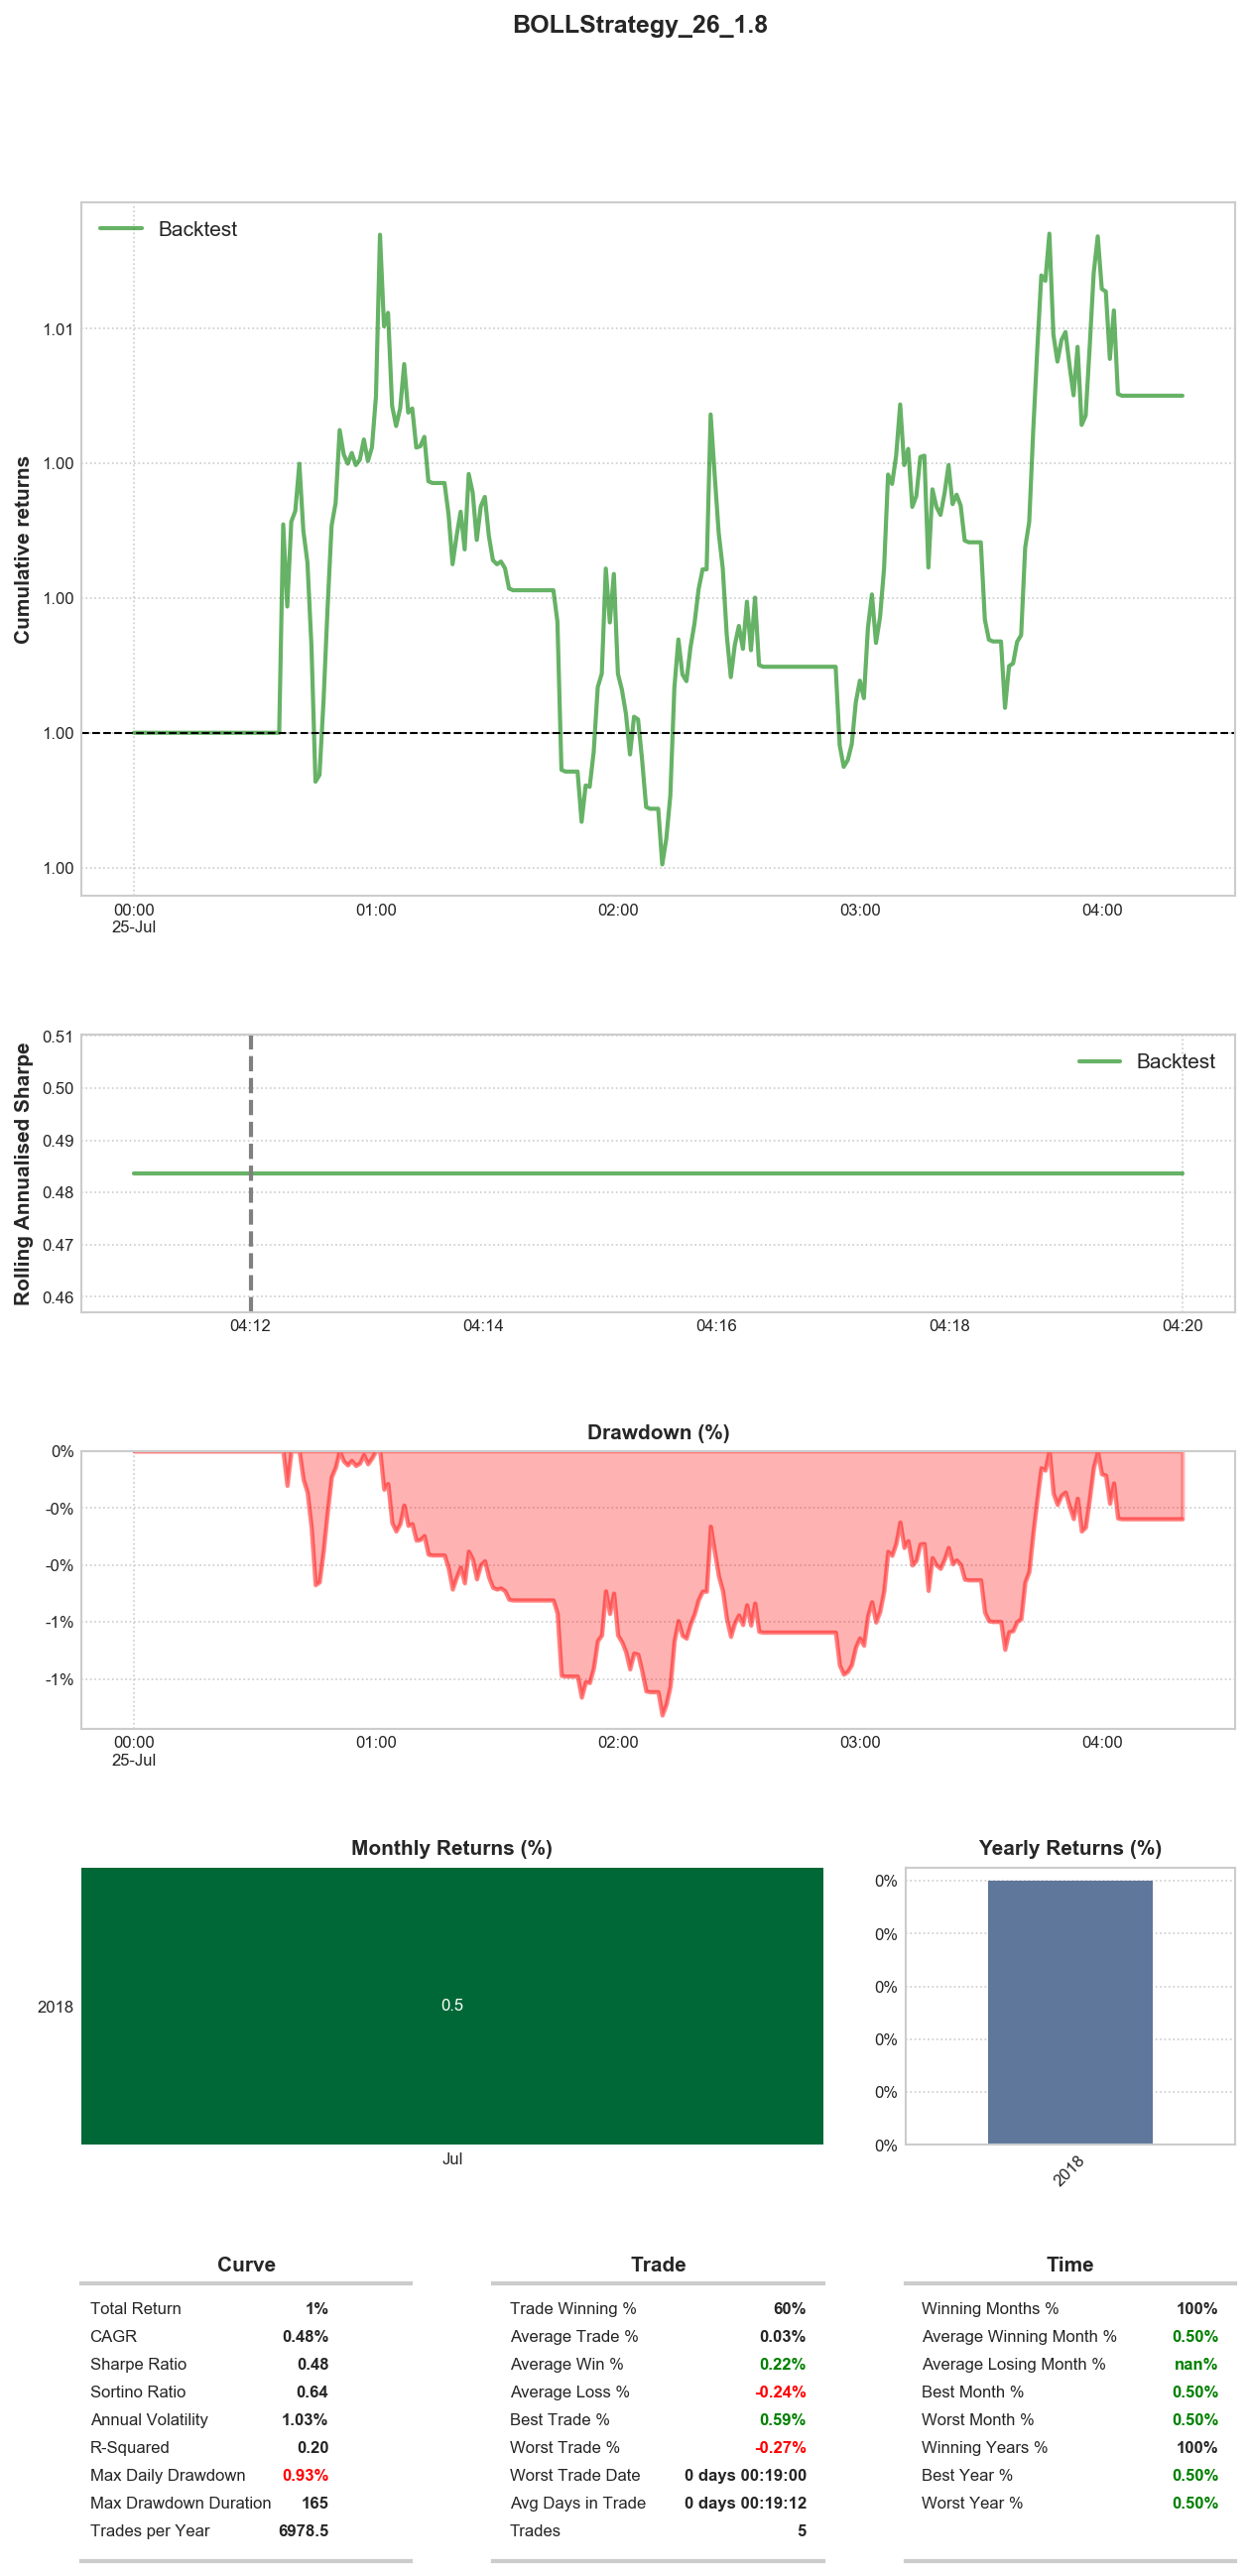 BOLLStrategy_26_1.8
Backtest
Cumulative returns
1.01
1.00
1.00
1.00
1.00
00:00 01:00 02:00 03:00 04:00
25-Jul
Rolling Annualised Sharpe
Backtest
0.51
0.50
0.49
0.48
0.47
0.46
04:12 04:14 04:16 04:18 04:20
Drawdown (%)
0%
-0%
-0%
-1%
-1%
00:00 01:00 02:00 03:00 04:00
25-Jul
Monthly Returns (%)
2018
0.5
Jul
Yearly Returns (%)
0%
0%
0%
0%
0%
0%
2018
Curve
Total Return 1%
CAGR 0.48%
Sharpe Ratio 0.48
Sortino Ratio 0.64
Annual Volatility 1.03%
R-Squared 0.20
Max Daily Drawdown 0.93%
Max Drawdown Duration 165
Trades per Year 6978.5
Trade
Trade Winning % 60%
Average Trade % 0.03%
Average Win % 0.22%
Average Loss % -0.24%
Best Trade % 0.59%
Worst Trade % -0.27%
Worst Trade Date 0 days 00:19:00
Avg Days in Trade 0 days 00:19:12
Trades 5
Time
Winning Months % 100%
Average Winning Month % 0.50%
Average Losing Month % nan%
Best Month % 0.50%
Worst Month % 0.50%
Winning Years % 100%
Best Year % 0.50%
Worst Year % 0.50%